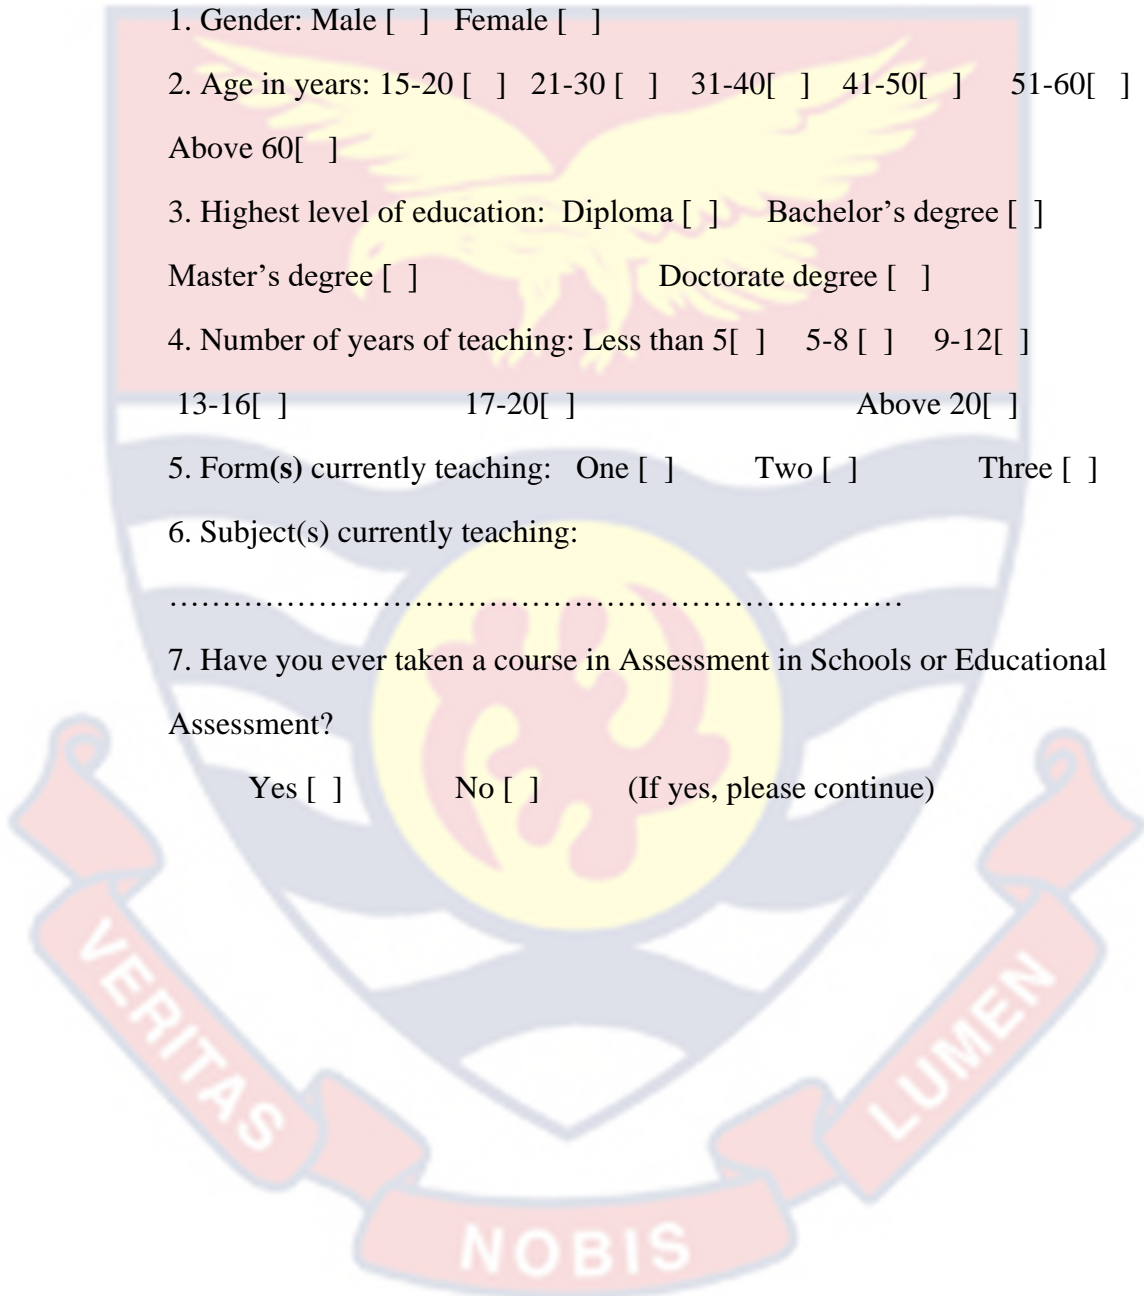 1. Gender: Male [  ]  Female [  ]
2. Age in years: 15-20 [  ]  21-30 [  ]  31-40[  ]  41-50[  ]  51-60[  ]
Above 60[  ]
3. Highest level of education:  Diploma [  ]  Bachelor’s degree [  ]
Master’s degree [  ]  Doctorate degree [  ]
4. Number of years of teaching: Less than 5[  ]  5-8 [  ]  9-12[  ]
13-16[  ]  17-20[  ]  Above 20[  ]
5. Form(s) currently teaching:  One [  ]  Two [  ]  Three [  ]
6. Subject(s) currently teaching:
……………………………………………………………
7. Have you ever taken a course in Assessment in Schools or Educational
Assessment?
Yes [  ]  No [  ]  (If yes, please continue)
VERITAS
NOBIS
LUMEN